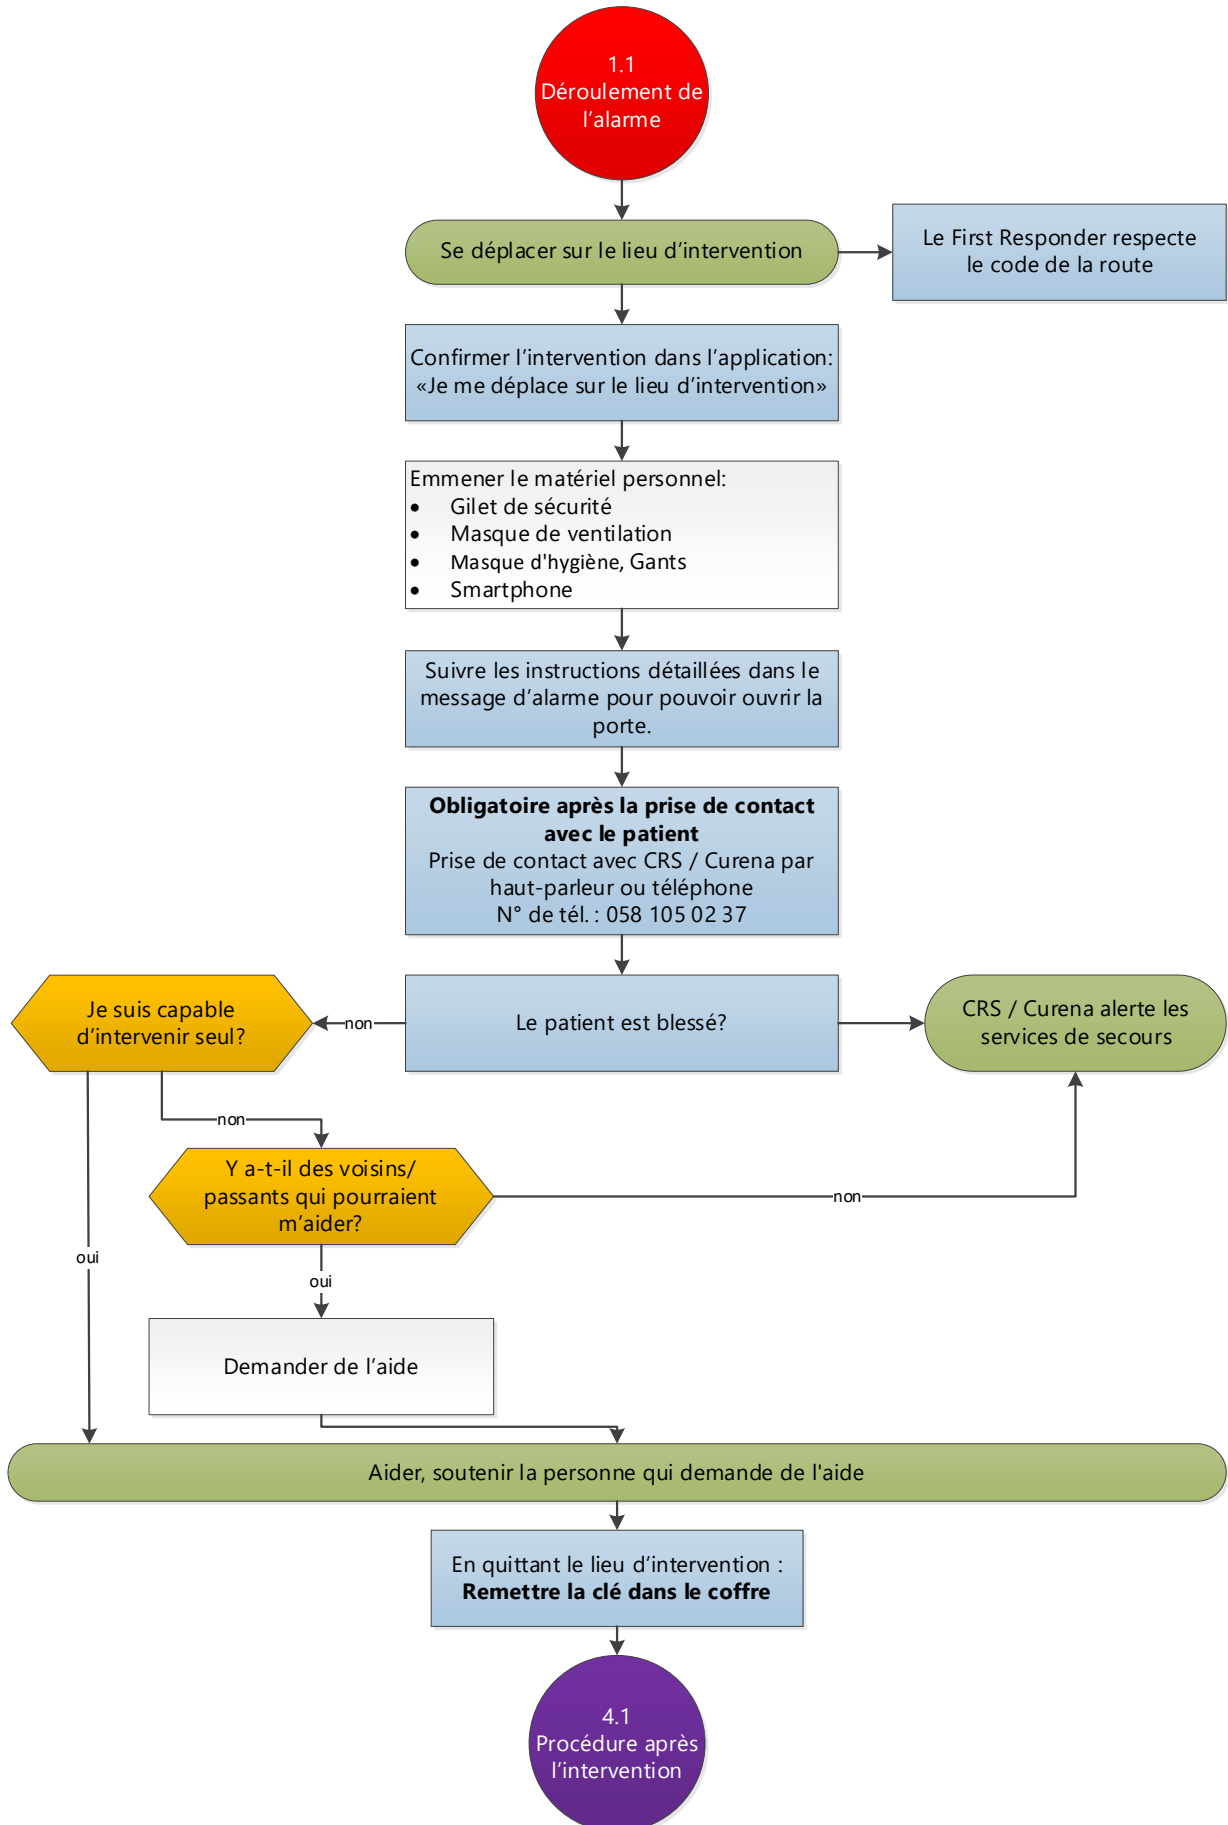 1.1
Déroulement de
l’alarme
Se déplacer sur le lieu d’intervention
Le First Responder respecte
le code de la route
Confirmer l’intervention dans l’application:
«Je me déplace sur le lieu d’intervention»
Emmener le matériel personnel:
• Gilet de sécurité
• Masque de ventilation
• Masque d'hygiène, Gants
• Smartphone
Suivre les instructions détaillées dans le
message d’alarme pour pouvoir ouvrir la
porte.
Obligatoire après la prise de contact
avec le patient
Prise de contact avec CRS / Curena par
haut-parleur ou téléphone
N° de tél. : 058 105 02 37
Je suis capable
d’intervenir seul?
non
Le patient est blessé?
CRS / Curena alerte les
services de secours
non
Y a-t-il des voisins/
passants qui pourraient
m’aider?
non
oui
oui
Demander de l’aide
Aider, soutenir la personne qui demande de l'aide
En quittant le lieu d’intervention :
Remettre la clé dans le coffre
4.1
Procédure après
l’intervention